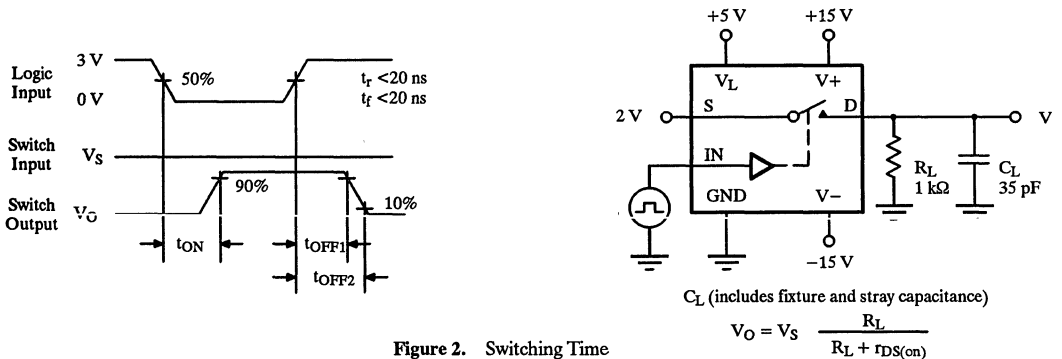 Logic
Input
3 V
0 V
50%
tr <20 ns
tf <20 ns
Switch
Input
VS
Switch
Output
VO
90%
10%
tON
tOFF1
tOFF2
+5 V
+15 V
VL
V+
2 V
S
D
V
IN
GND
V−
RL
1 kΩ
CL
35 pF
−15 V
CL (includes fixture and stray capacitance)
VO = VS RL
RL + rDS(on)
Figure 2. Switching Time